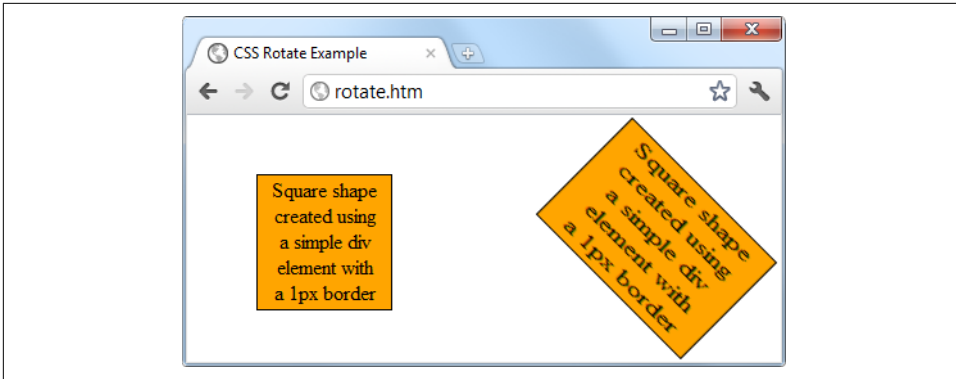 CSS Rotate Example
rotate.htm
Square shape
created using
a simple div
element with
a 1px border
Square shape
created using
a simple div
element with
a 1px border